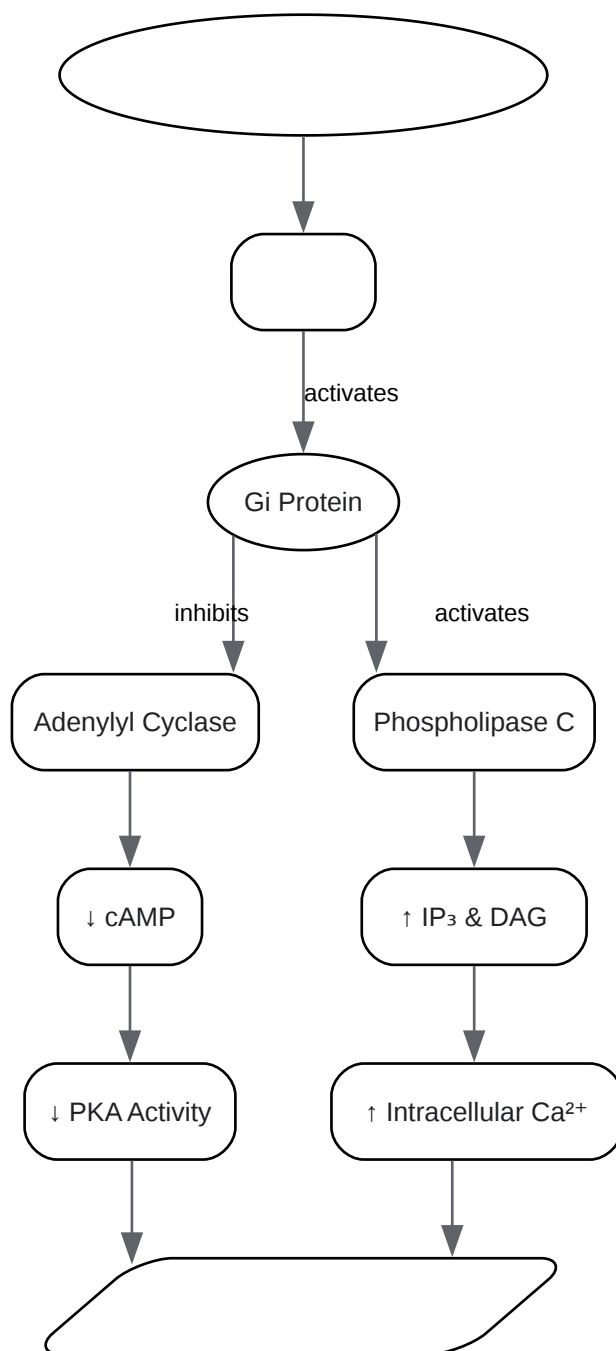 activates
Gi Protein
inhibits
activates
Adenylyl Cyclase
Phospholipase C
↓ cAMP
↑ IP₃ & DAG
↓ PKA Activity
↑ Intracellular Ca²⁺